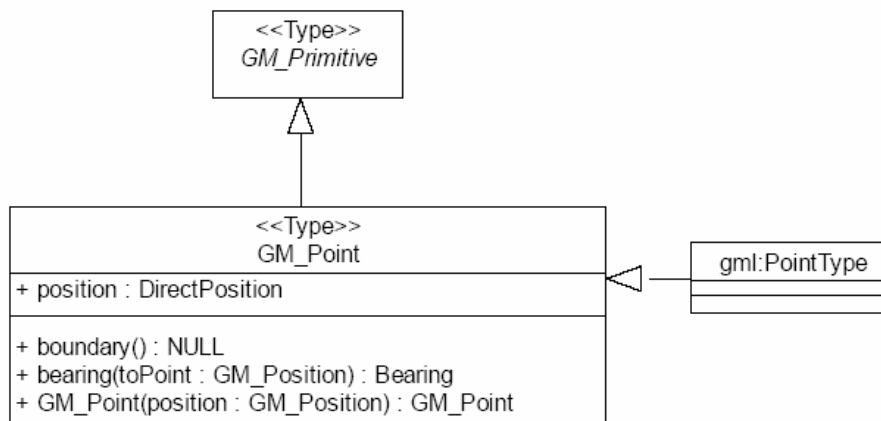 <<Type>>
GM_Primitive
<<Type>>
GM_Point
+ position : DirectPosition
+ boundary() : NULL
+ bearing(toPoint : GM_Position) : Bearing
+ GM_Point(position : GM_Position) : GM_Point
gml:PointType